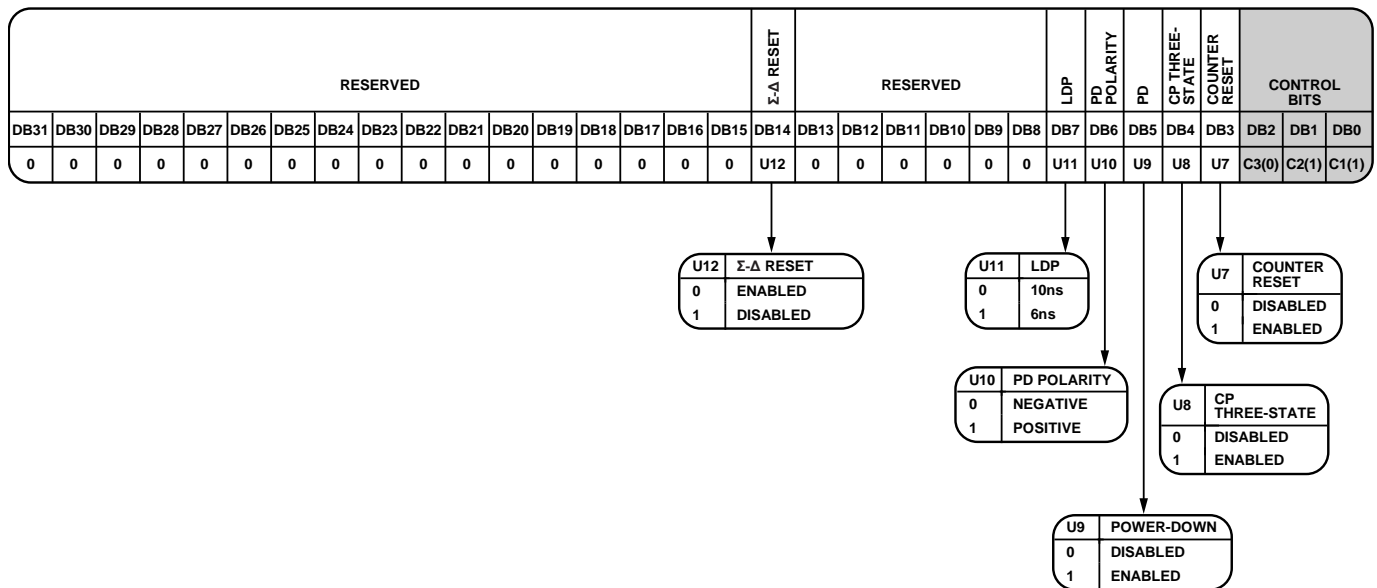 RESERVED Σ-Δ RESET RESERVED LDP PD POLARITY PD CP THREE-STATE COUNTER RESET CONTROL BITS
DB31 DB30 DB29 DB28 DB27 DB26 DB25 DB24 DB23 DB22 DB21 DB20 DB19 DB18 DB17 DB16 DB15 DB14 DB13 DB12 DB11 DB10 DB9 DB8 DB7 DB6 DB5 DB4 DB3 DB2 DB1 DB0
0 0 0 0 0 0 0 0 0 0 0 0 0 0 0 0 0 U12 0 0 0 0 0 0 U11 U10 U9 U8 U7 C3(0) C2(1) C1(1)
U12 Σ-Δ RESET
0 ENABLED
1 DISABLED
U11 LDP
0 10ns
1 6ns
U7 COUNTER
RESET
0 DISABLED
1 ENABLED
U10 PD POLARITY
0 NEGATIVE
1 POSITIVE
U8 CP
THREE-STATE
0 DISABLED
1 ENABLED
U9 POWER-DOWN
0 DISABLED
1 ENABLED